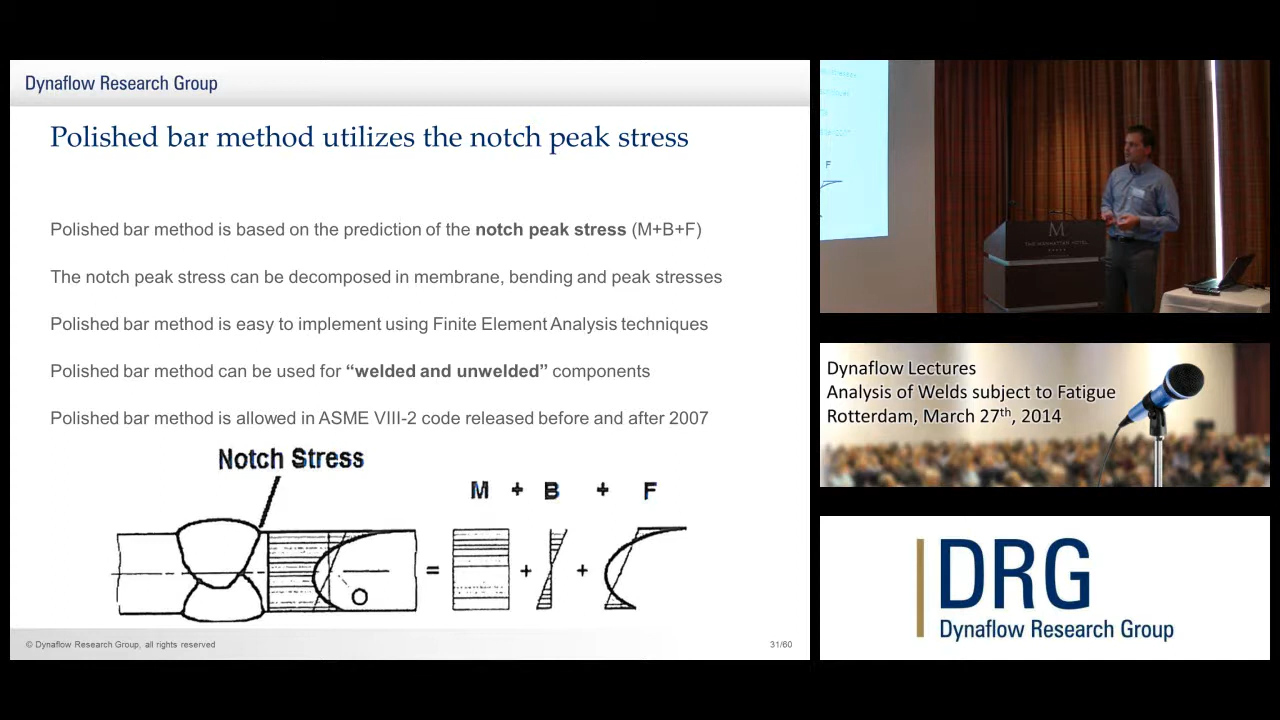 Dynaflow Research Group
Polished bar method utilizes the notch peak stress
Polished bar method is based on the prediction of the notch peak stress (M+B+F)
The notch peak stress can be decomposed in membrane, bending and peak stresses
Polished bar method is easy to implement using Finite Element Analysis techniques
Polished bar method can be used for “welded and unwelded” components
Polished bar method is allowed in ASME VIII-2 code released before and after 2007
Notch Stress
M + B + F
= + +
© Dynaflow Research Group, all rights reserved
31/60
M
THE MANHATTAN HOTEL
F
Dynaflow Lectures
Analysis of Welds subject to Fatigue
Rotterdam, March 27th, 2014
DRG
Dynaflow Research Group